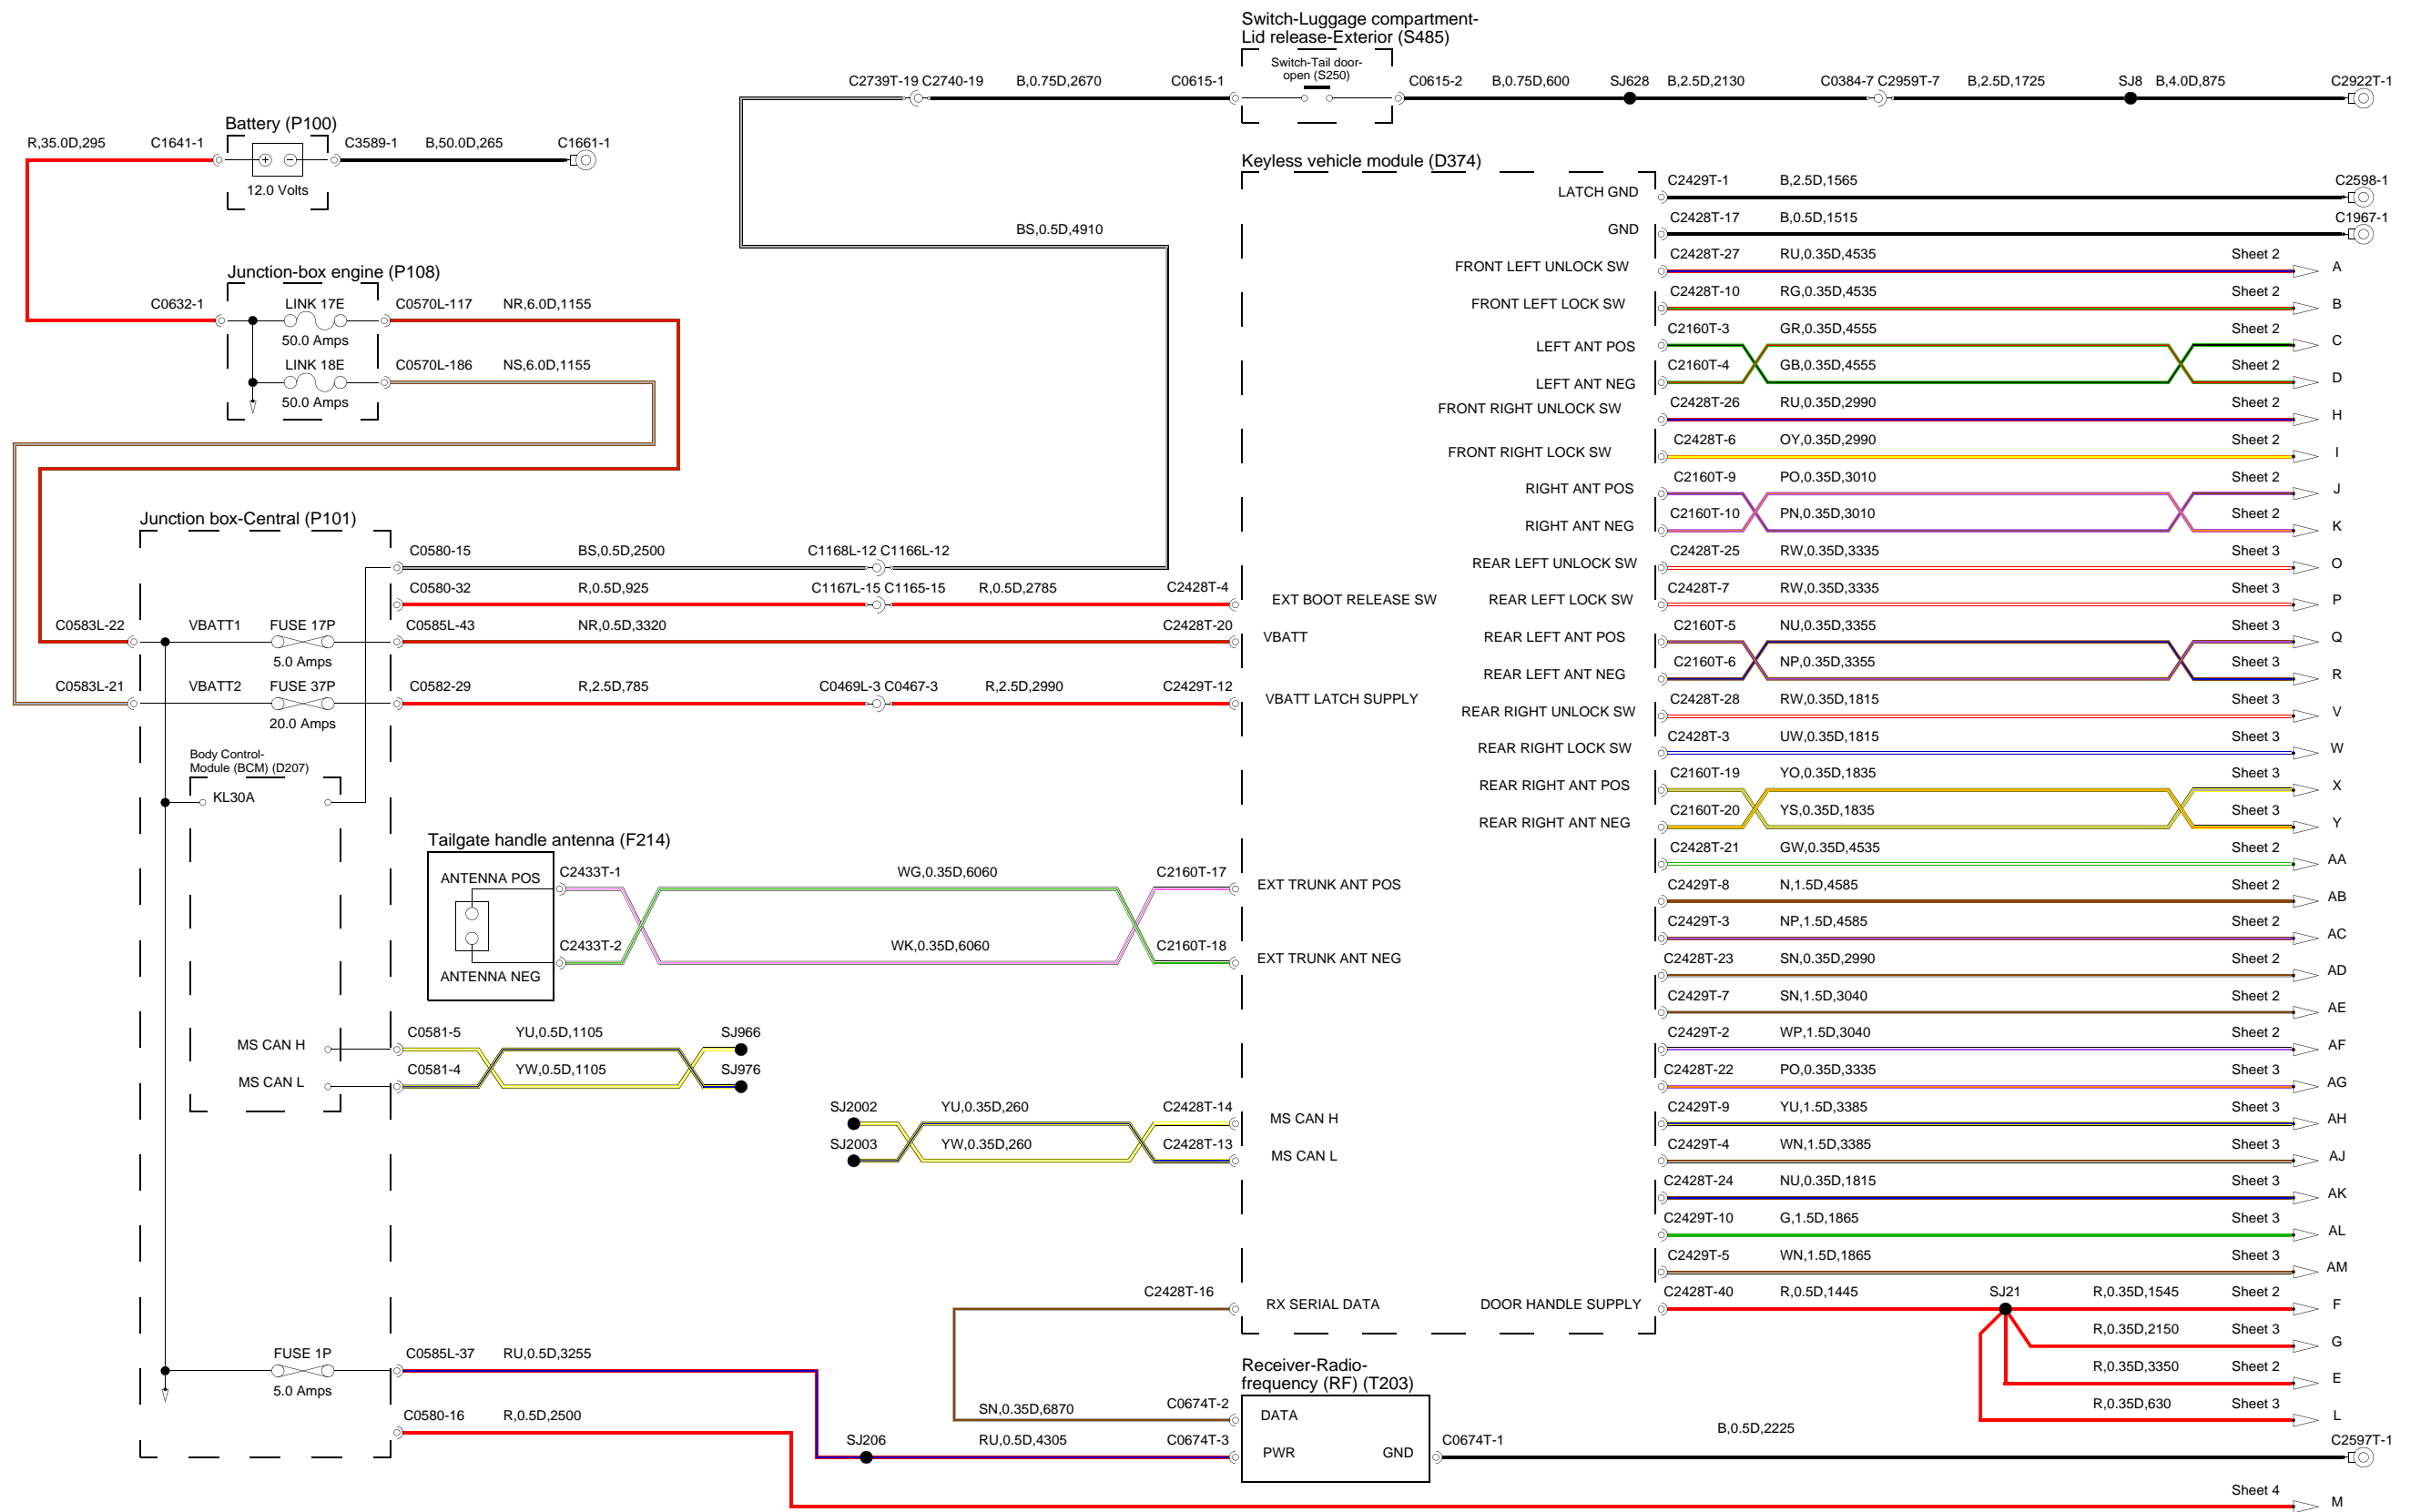 Switch-Luggage compartment-
Lid release-Exterior (S485)
Switch-Tail door-
open (S250)
C2739T-19 C2740-19 B,0.75D,2670 C0615-1 C0615-2 B,0.75D,600 SJ628 B,2.5D,2130 C0384-7 C2959T-7 B,2.5D,1725 SJ8 B,4.0D,875 C2922T-1
Battery (P100)
R,35.0D,295 C1641-1 C3589-1 B,50.0D,265 C1661-1
12.0 Volts
Keyless vehicle module (D374)
LATCH GND C2429T-1 B,2.5D,1565 C2598-1
GND C2428T-17 B,0.5D,1515 C1967-1
BS,0.5D,4910
FRONT LEFT UNLOCK SW C2428T-27 RU,0.35D,4535 Sheet 2 A
Junction-box engine (P108)
C0632-1 LINK 17E C0570L-117 NR,6.0D,1155
50.0 Amps
LINK 18E C0570L-186 NS,6.0D,1155
50.0 Amps
FRONT LEFT LOCK SW C2428T-10 RG,0.35D,4535 Sheet 2 B
LEFT ANT POS C2160T-3 GR,0.35D,4555 Sheet 2 C
LEFT ANT NEG C2160T-4 GB,0.35D,4555 Sheet 2 D
FRONT RIGHT UNLOCK SW C2428T-26 RU,0.35D,2990 Sheet 2 H
FRONT RIGHT LOCK SW C2428T-6 OY,0.35D,2990 Sheet 2 I
RIGHT ANT POS C2160T-9 PO,0.35D,3010 Sheet 2 J
RIGHT ANT NEG C2160T-10 PN,0.35D,3010 Sheet 2 K
Junction box-Central (P101)
C0580-15 BS,0.5D,2500 C1168L-12 C1166L-12
REAR LEFT UNLOCK SW C2428T-25 RW,0.35D,3335 Sheet 3 O
C0580-32 R,0.5D,925 C1167L-15 C1165-15 R,0.5D,2785 C2428T-4 EXT BOOT RELEASE SW
REAR LEFT LOCK SW C2428T-7 RW,0.35D,3335 Sheet 3 P
C0583L-22 VBATT1 FUSE 17P C0585L-43 NR,0.5D,3320 C2428T-20 VBATT
5.0 Amps
REAR LEFT ANT POS C2160T-5 NU,0.35D,3355 Sheet 3 Q
REAR LEFT ANT NEG C2160T-6 NP,0.35D,3355 Sheet 3 R
C0583L-21 VBATT2 FUSE 37P C0582-29 R,2.5D,785 C0469L-3 C0467-3 R,2.5D,2990 C2429T-12 VBATT LATCH SUPPLY
20.0 Amps
REAR RIGHT UNLOCK SW C2428T-28 RW,0.35D,1815 Sheet 3 V
REAR RIGHT LOCK SW C2428T-3 UW,0.35D,1815 Sheet 3 W
Body Control-
Module (BCM) (D207)
KL30A
REAR RIGHT ANT POS C2160T-19 YO,0.35D,1835 Sheet 3 X
REAR RIGHT ANT NEG C2160T-20 YS,0.35D,1835 Sheet 3 Y
C2428T-21 GW,0.35D,4535 Sheet 2 AA
Tailgate handle antenna (F214)
ANTENNA POS C2433T-1 WG,0.35D,6060 C2160T-17 EXT TRUNK ANT POS
C2429T-8 N,1.5D,4585 Sheet 2 AB
C2429T-3 NP,1.5D,4585 Sheet 2 AC
C2433T-2 WK,0.35D,6060 C2160T-18 EXT TRUNK ANT NEG
ANTENNA NEG
C2428T-23 SN,0.35D,2990 Sheet 2 AD
C2429T-7 SN,1.5D,3040 Sheet 2 AE
MS CAN H C0581-5 YU,0.5D,1105 SJ966
C2429T-2 WP,1.5D,3040 Sheet 2 AF
MS CAN L C0581-4 YW,0.5D,1105 SJ976
C2428T-22 PO,0.35D,3335 Sheet 3 AG
SJ2002 YU,0.35D,260 C2428T-14 MS CAN H
C2429T-9 YU,1.5D,3385 Sheet 3 AH
SJ2003 YW,0.35D,260 C2428T-13 MS CAN L
C2429T-4 WN,1.5D,3385 Sheet 3 AJ
C2428T-24 NU,0.35D,1815 Sheet 3 AK
C2429T-10 G,1.5D,1865 Sheet 3 AL
C2429T-5 WN,1.5D,1865 Sheet 3 AM
C2428T-16 RX SERIAL DATA DOOR HANDLE SUPPLY C2428T-40 R,0.5D,1445 SJ21 R,0.35D,1545 Sheet 2 F
R,0.35D,2150 Sheet 3 G
FUSE 1P C0585L-37 RU,0.5D,3255
5.0 Amps
Receiver-Radio-
frequency (RF) (T203)
R,0.35D,3350 Sheet 2 E
R,0.35D,630 Sheet 3 L
C0580-16 R,0.5D,2500
SN,0.35D,6870 C0674T-2 DATA
SJ206 RU,0.5D,4305 C0674T-3 PWR GND C0674T-1 B,0.5D,2225 C2597T-1
Sheet 4 M